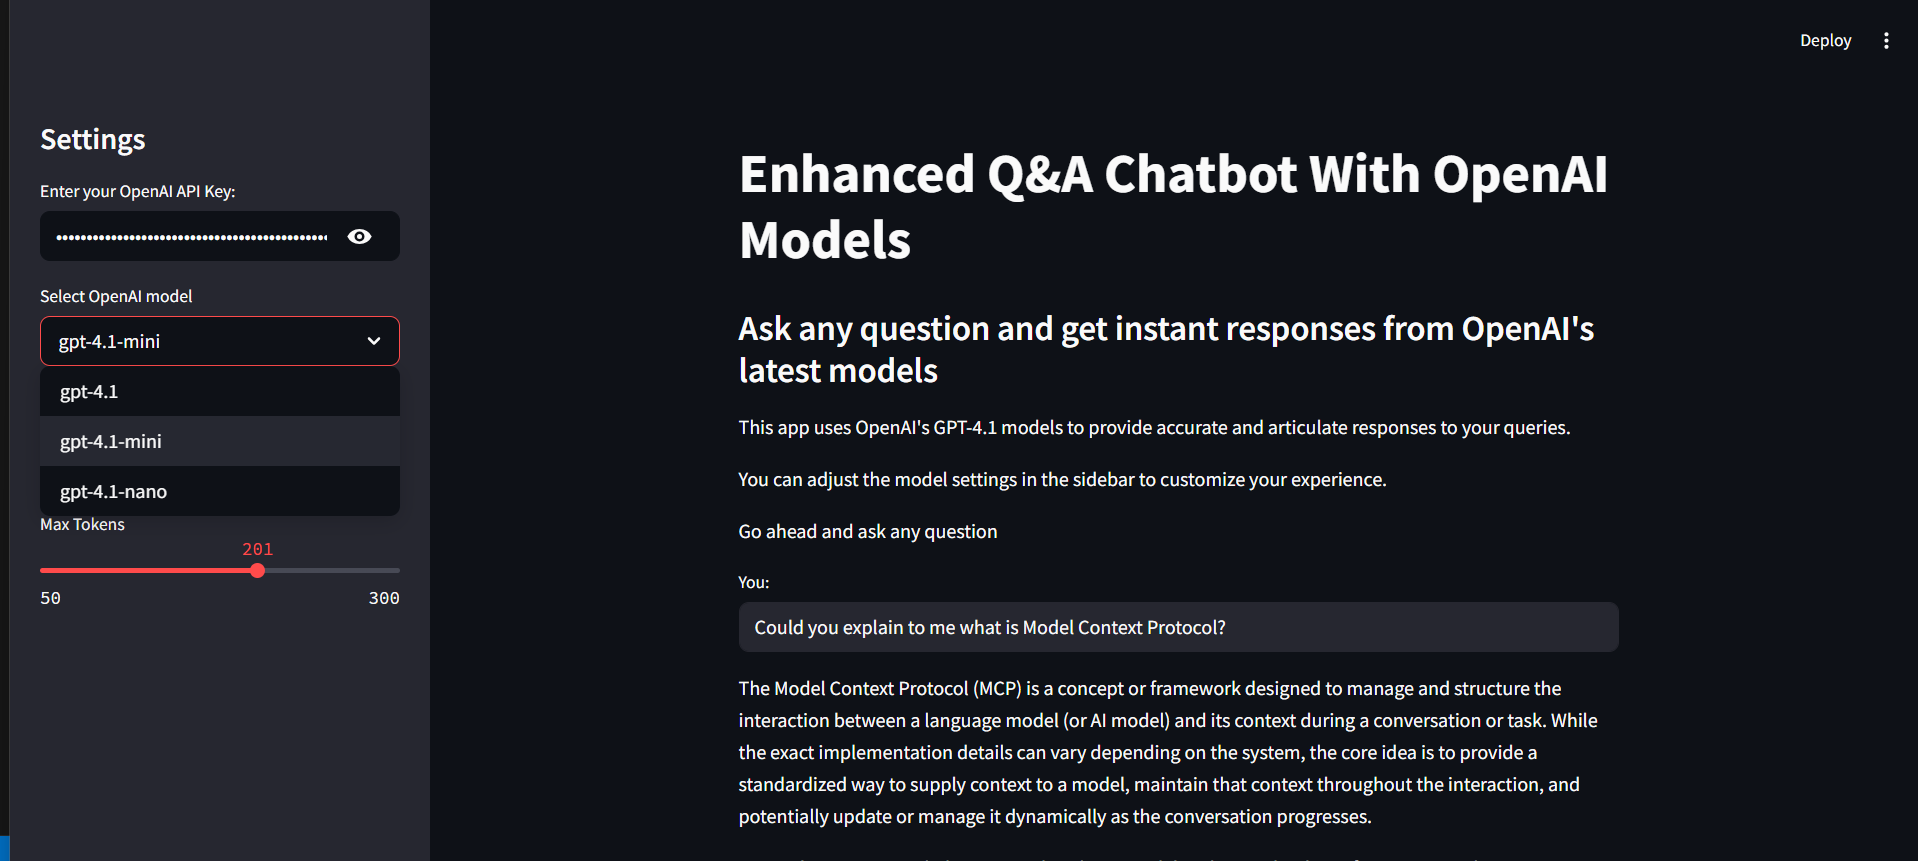 Deploy
Settings
Enter your OpenAI API Key:
Select OpenAI model
gpt-4.1-mini
gpt-4.1
gpt-4.1-mini
gpt-4.1-nano
Max Tokens
201
50
300
Enhanced Q&A Chatbot With OpenAI
Models
Ask any question and get instant responses from OpenAI's
latest models
This app uses OpenAI's GPT-4.1 models to provide accurate and articulate responses to your queries.
You can adjust the model settings in the sidebar to customize your experience.
Go ahead and ask any question
You:
Could you explain to me what is Model Context Protocol?
The Model Context Protocol (MCP) is a concept or framework designed to manage and structure the
interaction between a language model (or AI model) and its context during a conversation or task. While
the exact implementation details can vary depending on the system, the core idea is to provide a
standardized way to supply context to a model, maintain that context throughout the interaction, and
potentially update or manage it dynamically as the conversation progresses.